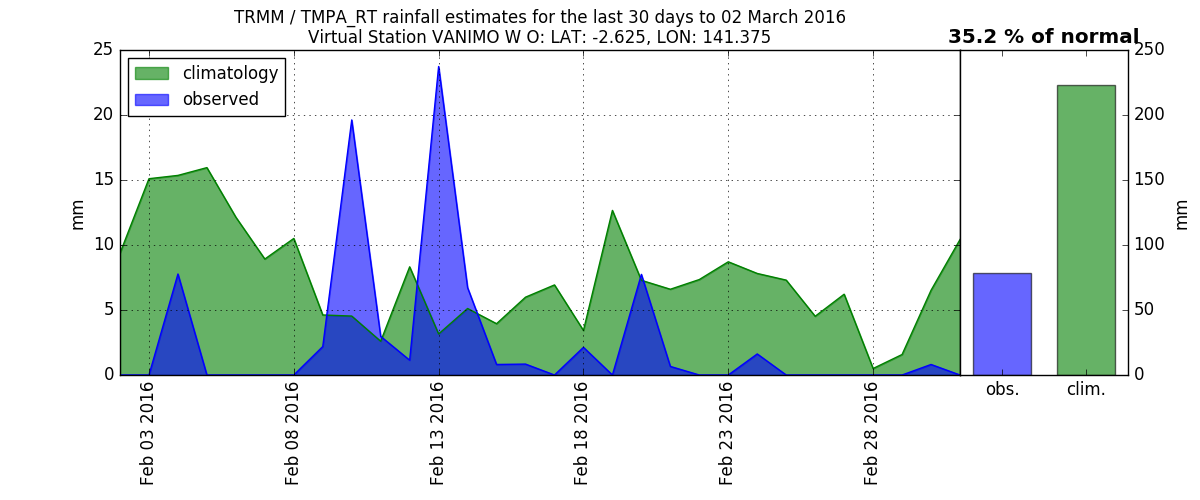 TRMM / TMPA_RT rainfall estimates for the last 30 days to 02 March 2016
Virtual Station VANIMO W O: LAT: -2.625, LON: 141.375
35.2 % of normal
climatology
observed
25
20
15
10
5
0
mm
Feb 03 2016
Feb 08 2016
Feb 13 2016
Feb 18 2016
Feb 23 2016
Feb 28 2016
250
200
150
100
50
0
mm
obs.
clim.